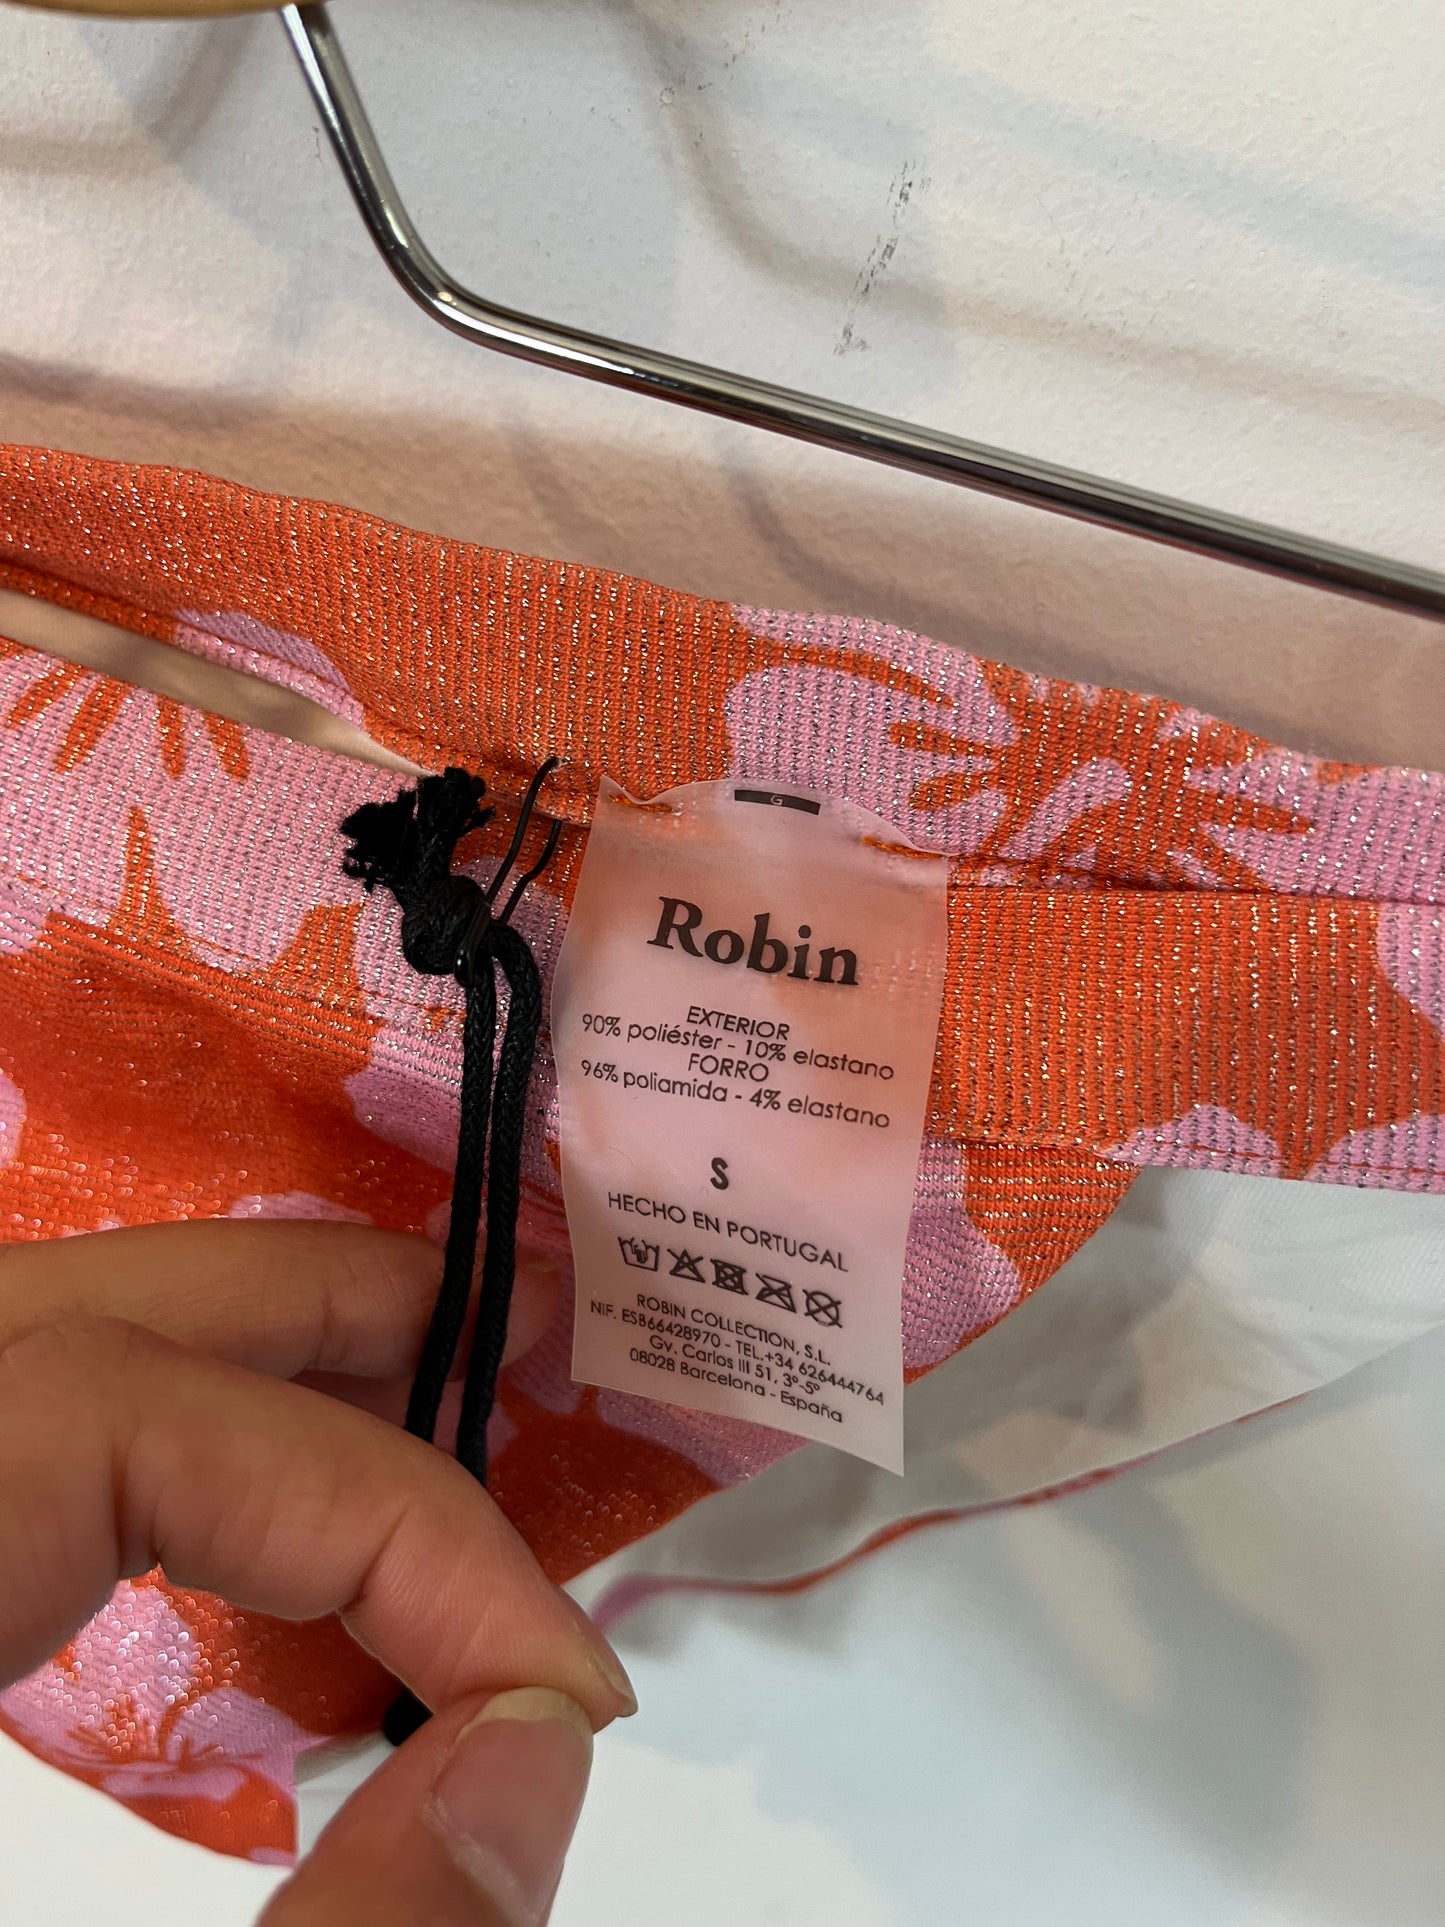 G
Robin
EXTERIOR
90% poliéster - 10% elastano
FORRO
96% poliamida - 4% elastano
S
HECHO EN PORTUGAL
ROBIN COLLECTION, S.L.
NIF. ESB66428970 - TEL.+34 626444764
Gv. Carlos III 51, 3º-5º
08028 Barcelona - España